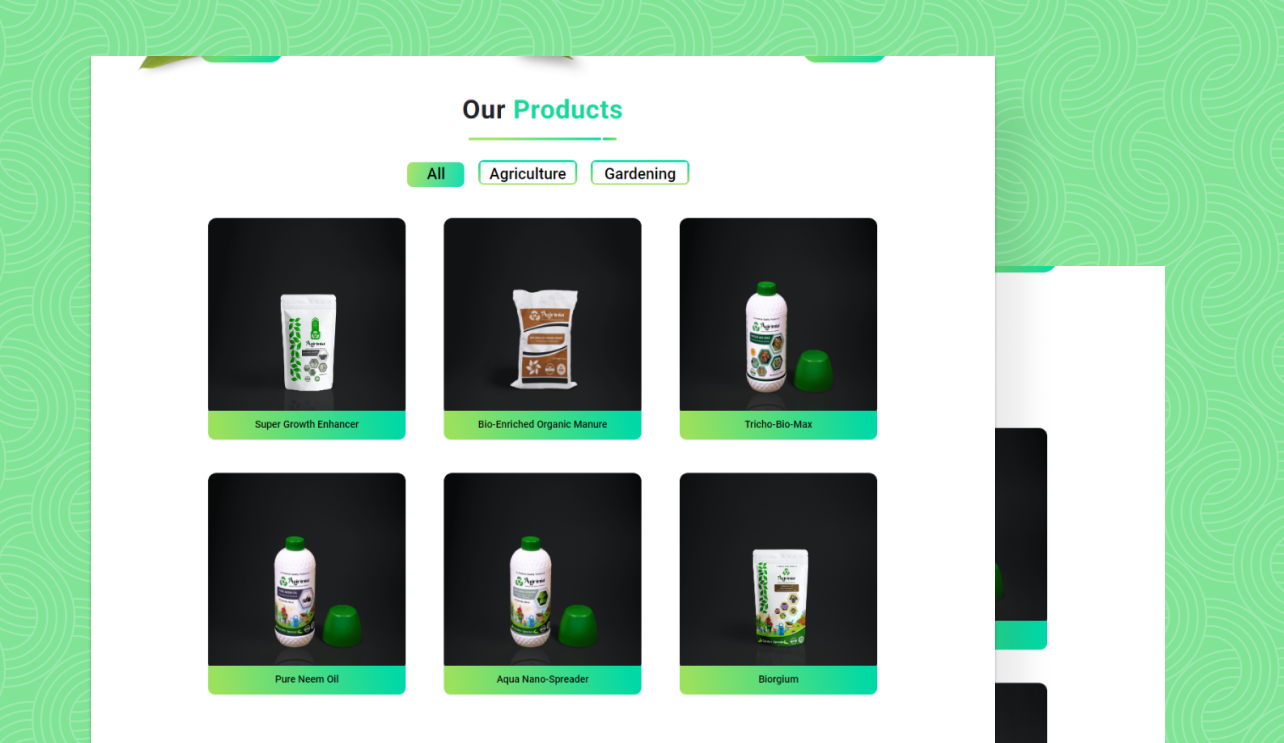 Our Products
All
Agriculture
Gardening
Super Growth Enhancer
Bio-Enriched Organic Manure
Tricho-Bio-Max
Pure Neem Oil
Aqua Nano-Spreader
Biorgium